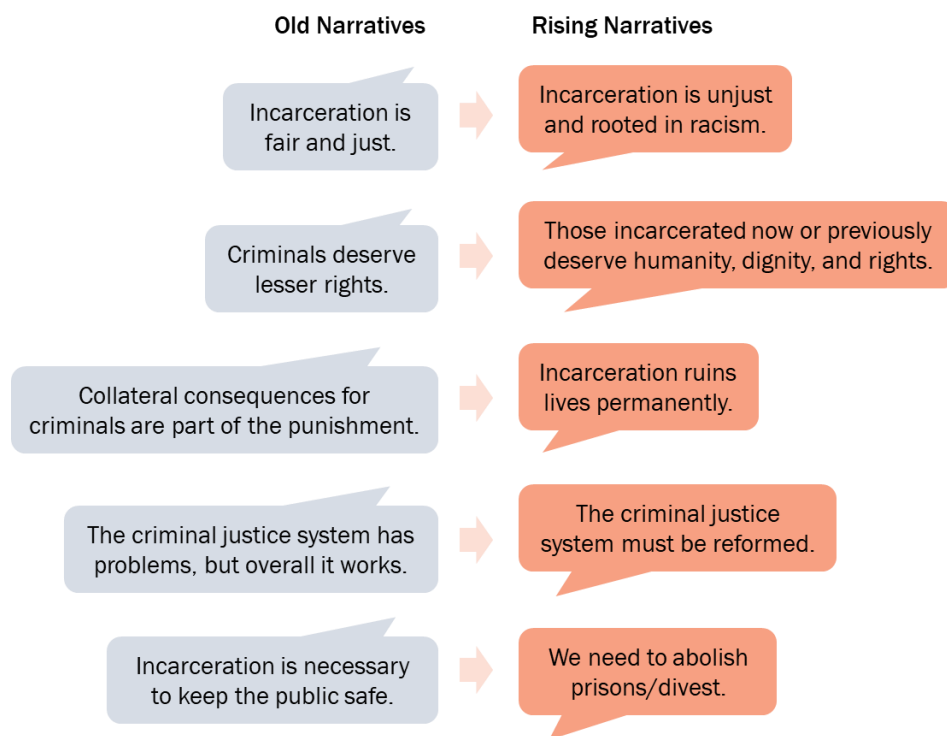 Old Narratives
Rising Narratives
Incarceration is
fair and just.
Incarceration is unjust
and rooted in racism.
Criminals deserve
lesser rights.
Those incarcerated now or previously
deserve humanity, dignity, and rights.
Collateral consequences for
criminals are part of the punishment.
Incarceration ruins
lives permanently.
The criminal justice system has
problems, but overall it works.
The criminal justice
system must be reformed.
Incarceration is necessary
to keep the public safe.
We need to abolish
prisons/divest.